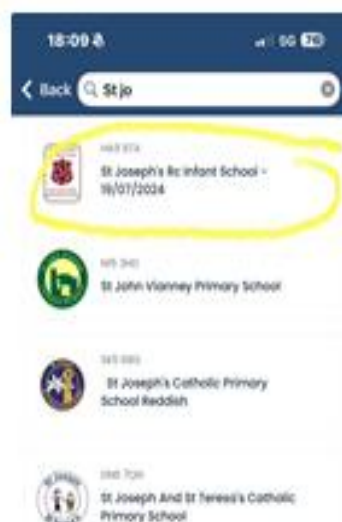 18:09
5G 76
Back
St jo
St Joseph's Rc Infant School -
19/07/2024
St John Vianney Primary School
St Joseph's Catholic Primary
School Reddish
St Joseph And St Teresa's Catholic
Primary School